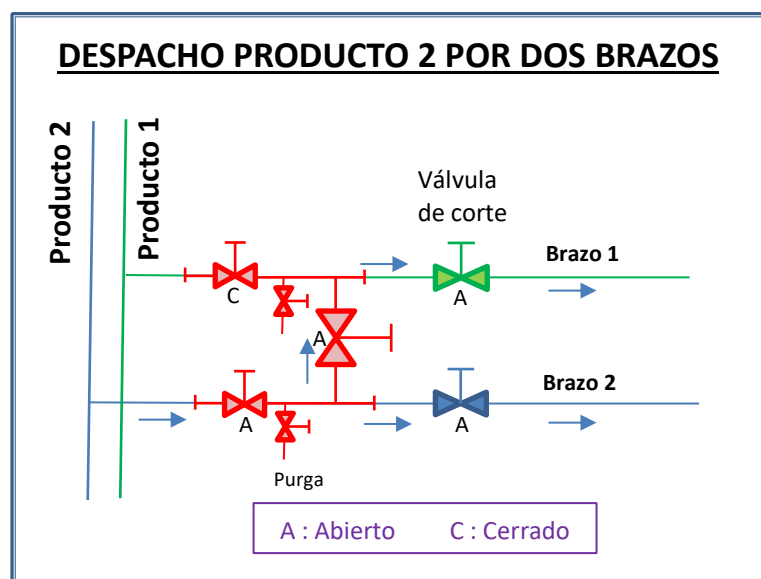 DESPACHO PRODUCTO 2 POR DOS BRAZOS
Producto 2
Producto 1
Válvula
de corte
Brazo 1
C
A
A
Brazo 2
A
A
Purga
A : Abierto C : Cerrado